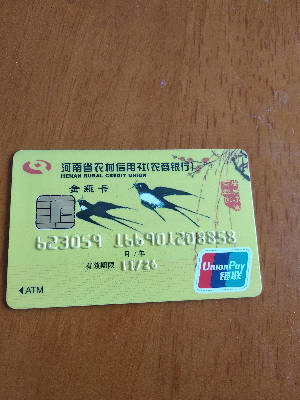 河南省农村信用社(农商银行)
HENAN RURAL CREDIT UNION
金燕卡
623059 166901208858
月/年
有效期限 11/26
UnionPay
银联
ATM